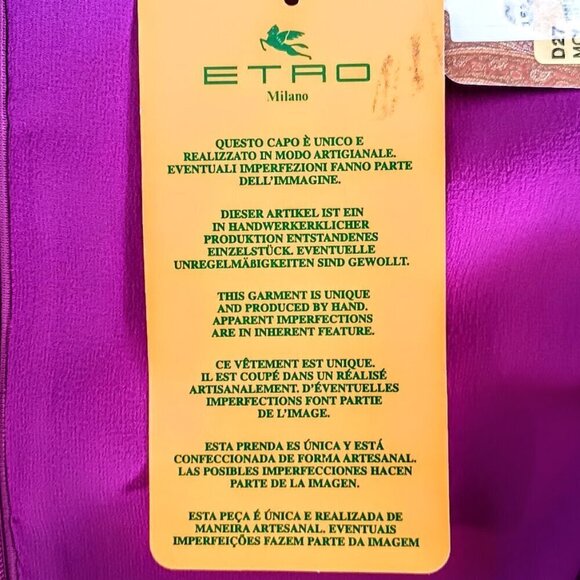 ETRO
Milano
QUESTO CAPO È UNICO E
REALIZZATO IN MODO ARTIGIANALE.
EVENTUALI IMPERFEZIONI FANNO PARTE
DELL'IMMAGINE.
DIESER ARTIKEL IST EIN
IN HANDWERKERKLICHER
PRODUKTION ENTSTANDENES
EINZELSTÜCK. EVENTUELLE
UNREGELMÄßIGKEITEN SIND GEWOLLT.
THIS GARMENT IS UNIQUE
AND PRODUCED BY HAND.
APPARENT IMPERFECTIONS
ARE IN INHERENT FEATURE.
CE VÊTEMENT EST UNIQUE.
IL EST COUPÉ DANS UN RÉALISÉ
ARTISANALEMENT. D'ÉVENTUELLES
IMPERFECTIONS FONT PARTIE
DE L'IMAGE.
ESTA PRENDA ES ÚNICA Y ESTÁ
CONFECCIONADA DE FORMA ARTESANAL.
LAS POSIBLES IMPERFECCIONES HACEN
PARTE DE LA IMAGEN.
ESTA PEÇA É ÚNICA E REALIZADA DE
MANEIRA ARTESANAL. EVENTUAIS
IMPERFEIÇÕES FAZEM PARTE DA IMAGEM
D27